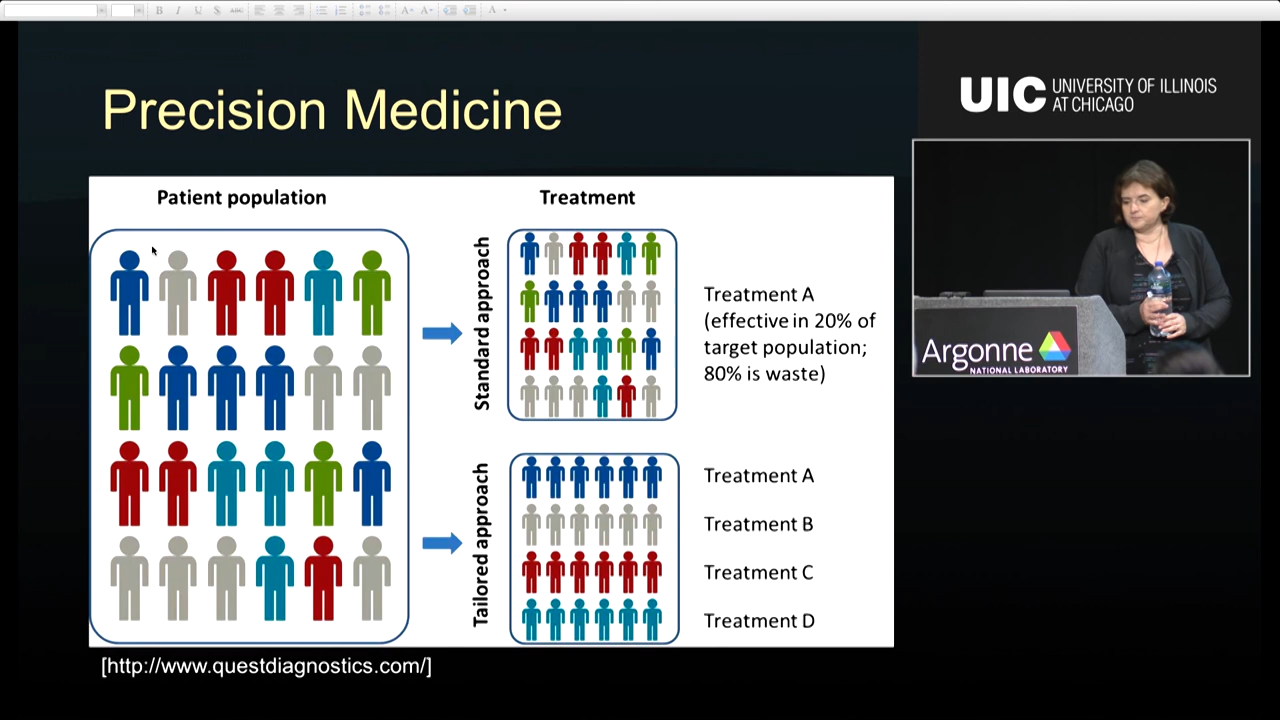 Precision Medicine
UIC UNIVERSITY OF ILLINOIS
AT CHICAGO
Patient population
Treatment
Standard approach
Treatment A
(effective in 20% of
target population;
80% is waste)
Tailored approach
Treatment A
Treatment B
Treatment C
Treatment D
[http://www.questdiagnostics.com/]
Argonne
NATIONAL LABORATORY